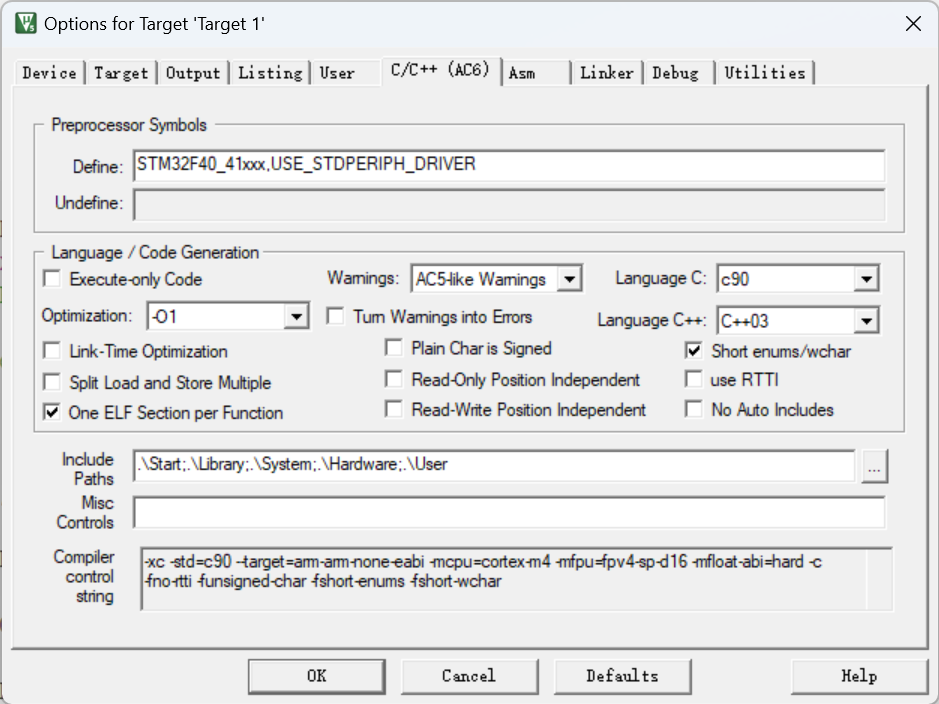 Options for Target 'Target 1'
Device Target Output Listing User C/C++ (AC6) Asm Linker Debug Utilities
Preprocessor Symbols
Define: STM32F40_41xxx,USE_STDPERIPH_DRIVER
Undefine:
Language / Code Generation
Execute-only Code Warnings: AC5-like Warnings Language C: c90
Optimization: -O1 Turn Warnings into Errors Language C++: C++03
Link-Time Optimization Plain Char is Signed Short enums/wchar
Split Load and Store Multiple Read-Only Position Independent use RTTI
One ELF Section per Function Read-Write Position Independent No Auto Includes
Include
Paths
.\Start;.\Library;.\System;.\Hardware;.\User ...
Misc
Controls
Compiler
control
string
-xc -std=c90 --target=arm-arm-none-eabi -mcpu=cortex-m4 -mfpu=fpv4-sp-d16 -mfloat-abi=hard -c
-fno-rtti -funsigned-char -fshort-enums -fshort-wchar
OK Cancel Defaults Help